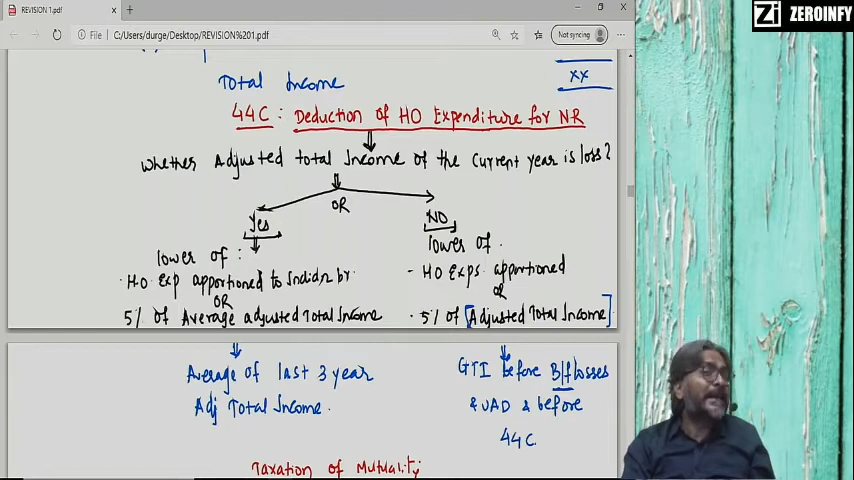 REVISION 1.pdf
File
C:/Users/durge/Desktop/REVISION%201.pdf
Not syncing
ZEROINFY
Total Income
xx
44C : Deduction of HO Expenditure for NR
Whether Adjusted total Income of the Current year is loss?
OR
Yes
NO
lower of :
lower of.
· HO Exp apportioned to Indian br
- HO Exps apportioned
OR
OR
5% of Average adjusted Total Income
· 5% of [Adjusted Total Income]
Average of last 3 year
GTI before B/f losses
Adj Total Income.
& UAD & before
44C
Taxation of Mutuality